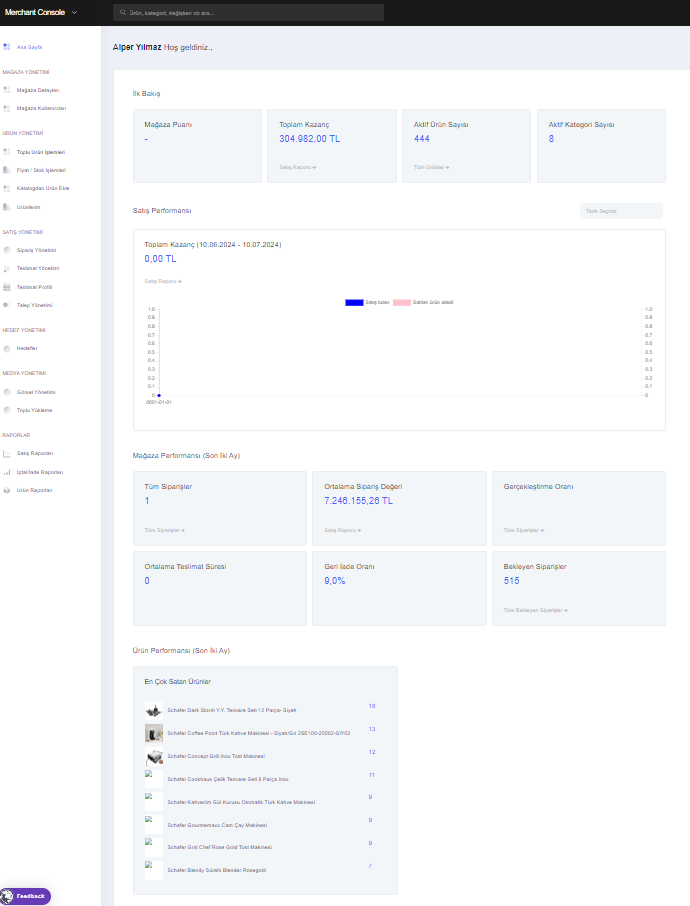 Merchant Console
Ürün, kategori, değişken vb ara...
Ana Sayfa
MAĞAZA YÖNETİMİ
Mağaza Detayları
Mağaza Kullanıcıları
ÜRÜN YÖNETİMİ
Toplu Ürün İşlemleri
Fiyat / Stok İşlemleri
Katalogdan Ürün Ekle
Ürünlerim
SATIŞ YÖNETİMİ
Sipariş Yönetimi
Teslimat Yönetimi
Teslimat Profili
Talep Yönetimi
HEDEF YÖNETİMİ
Hedefler
MEDYA YÖNETİMİ
Görsel Yönetimi
Toplu Yükleme
RAPORLAR
Satış Raporları
İptal/İade Raporları
Ürün Raporları
Feedback
Alper Yılmaz Hoş geldiniz.,
İlk Bakış
Mağaza Puanı
-
Toplam Kazanç
304.982,00 TL
Satış Raporu →
Aktif Ürün Sayısı
444
Tüm Ürünler →
Aktif Kategori Sayısı
8
Satış Performansı
Tarih Seçiniz
Toplam Kazanç (10.06.2024 - 10.07.2024)
0,00 TL
Satış Raporu →
Satış tutarı
Satılan ürün adedi
1.0
0.9
0.8
0.7
0.6
0.5
0.4
0.3
0.2
0.1
0
0001-01-01
1.0
0.9
0.8
0.7
0.6
0.5
0.4
0.3
0.2
0.1
0
Mağaza Performansı (Son İki Ay)
Tüm Siparişler
1
Tüm Siparişler →
Ortalama Sipariş Değeri
7.246.155,26 TL
Satış Raporu →
Gerçekleştirme Oranı
Tüm Siparişler →
Ortalama Teslimat Süresi
0
Geri İade Oranı
9,0%
Bekleyen Siparişler
515
Tüm Bekleyen Siparişler →
Ürün Performansı (Son İki Ay)
En Çok Satan Ürünler
Schafer Dark Storm Y.Y. Tencere Seti 12 Parça- Siyah 18
Schafer Coffee Point Türk Kahve Makinesi - Siyah/Gri 2SE100-25002-SIY03 13
Schafer Concept Grill Inox Tost Makinesi 12
Schafer Cookhaus Çelik Tencere Seti 8 Parça Inox 11
Schafer Kahvecim Gül Kurusu Otomatik Türk Kahve Makinesi 9
Schafer Gourmemaxx Cam Çay Makinesi 9
Schafer Grill Chef Rose Gold Tost Makinesi 9
Schafer Blendy Sürahi Blender Rosegold 7